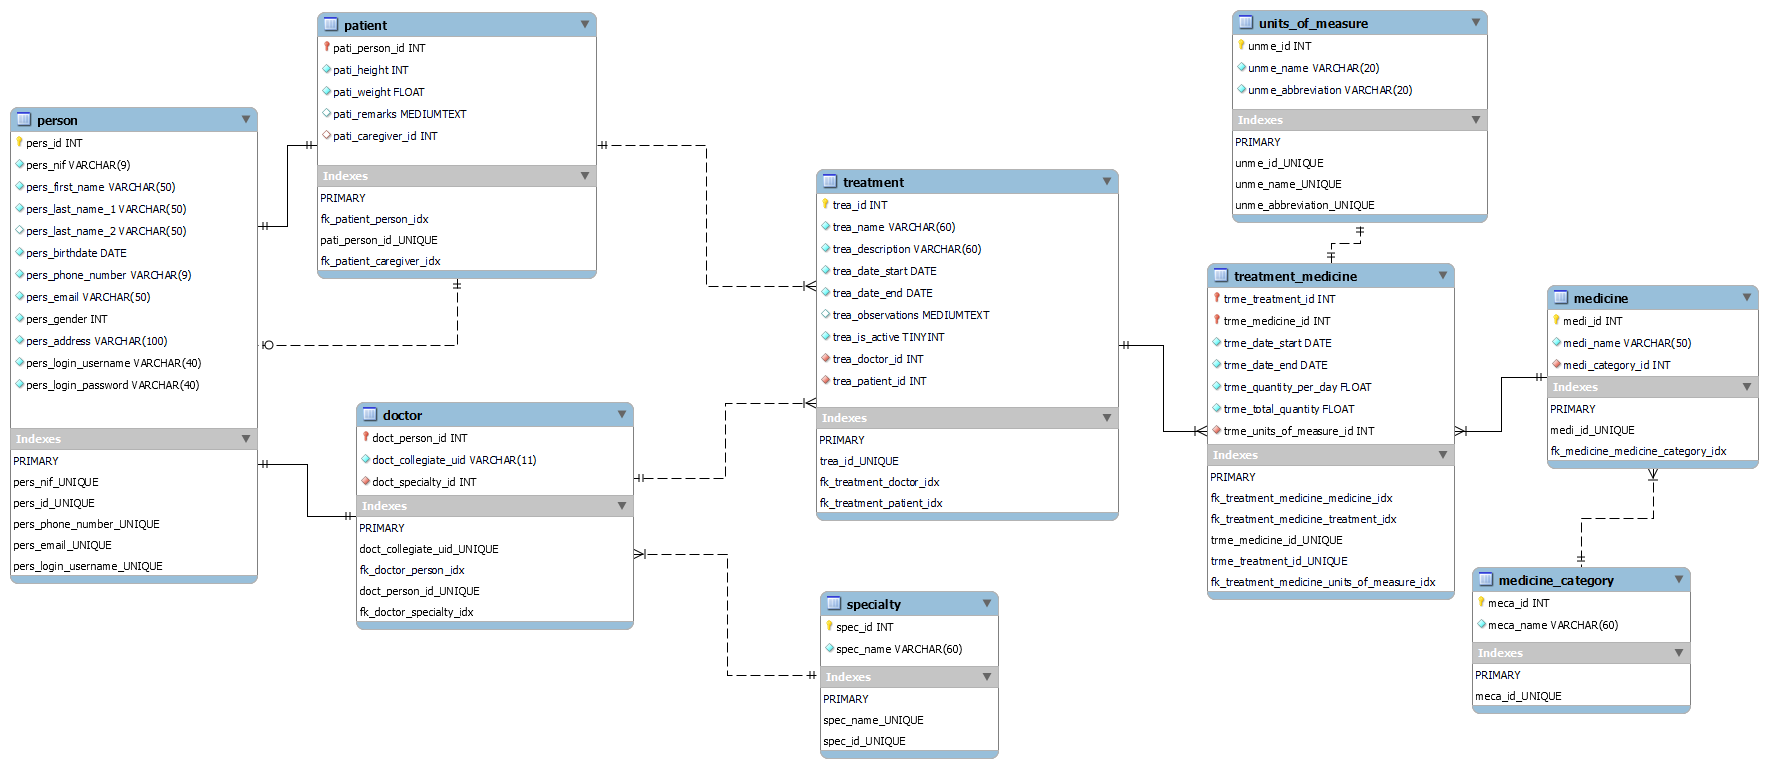 person
pers_id INT
pers_nif VARCHAR(9)
pers_first_name VARCHAR(50)
pers_last_name_1 VARCHAR(50)
pers_last_name_2 VARCHAR(50)
pers_birthdate DATE
pers_phone_number VARCHAR(9)
pers_email VARCHAR(50)
pers_gender INT
pers_address VARCHAR(100)
pers_login_username VARCHAR(40)
pers_login_password VARCHAR(40)
Indexes
PRIMARY
pers_nif_UNIQUE
pers_id_UNIQUE
pers_phone_number_UNIQUE
pers_email_UNIQUE
pers_login_username_UNIQUE
patient
pati_person_id INT
pati_height INT
pati_weight FLOAT
pati_remarks MEDIUMTEXT
pati_caregiver_id INT
Indexes
PRIMARY
fk_patient_person_idx
pati_person_id_UNIQUE
fk_patient_caregiver_idx
doctor
doct_person_id INT
doct_collegiate_uid VARCHAR(11)
doct_specialty_id INT
Indexes
PRIMARY
doct_collegiate_uid_UNIQUE
fk_doctor_person_idx
doct_person_id_UNIQUE
fk_doctor_specialty_idx
treatment
trea_id INT
trea_name VARCHAR(60)
trea_description VARCHAR(60)
trea_date_start DATE
trea_date_end DATE
trea_observations MEDIUMTEXT
trea_is_active TINYINT
trea_doctor_id INT
trea_patient_id INT
Indexes
PRIMARY
trea_id_UNIQUE
fk_treatment_doctor_idx
fk_treatment_patient_idx
specialty
spec_id INT
spec_name VARCHAR(60)
Indexes
PRIMARY
spec_name_UNIQUE
spec_id_UNIQUE
units_of_measure
unme_id INT
unme_name VARCHAR(20)
unme_abbreviation VARCHAR(20)
Indexes
PRIMARY
unme_id_UNIQUE
unme_name_UNIQUE
unme_abbreviation_UNIQUE
treatment_medicine
trme_treatment_id INT
trme_medicine_id INT
trme_date_start DATE
trme_date_end DATE
trme_quantity_per_day FLOAT
trme_total_quantity FLOAT
trme_units_of_measure_id INT
Indexes
PRIMARY
fk_treatment_medicine_medicine_idx
fk_treatment_medicine_treatment_idx
trme_medicine_id_UNIQUE
trme_treatment_id_UNIQUE
fk_treatment_medicine_units_of_measure_idx
medicine
medi_id INT
medi_name VARCHAR(50)
medi_category_id INT
Indexes
PRIMARY
medi_id_UNIQUE
fk_medicine_medicine_category_idx
medicine_category
meca_id INT
meca_name VARCHAR(60)
Indexes
PRIMARY
meca_id_UNIQUE